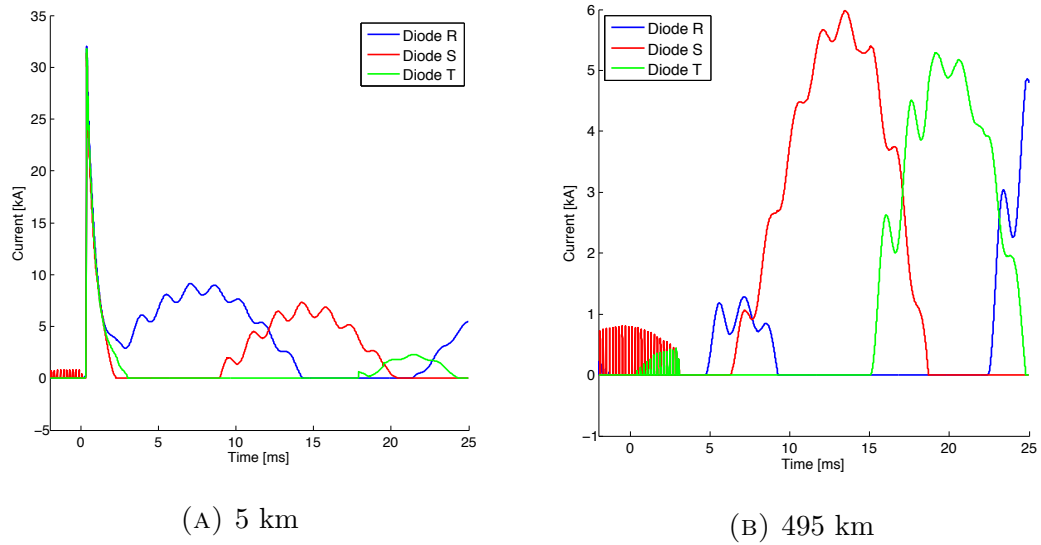 35
30
25
20
15
10
5
0
−5
Current [kA]
0 5 10 15 20 25
Time [ms]
Diode R
Diode S
Diode T
(A) 5 km
6
5
4
3
2
1
0
−1
Current [kA]
0 5 10 15 20 25
Time [ms]
Diode R
Diode S
Diode T
(B) 495 km